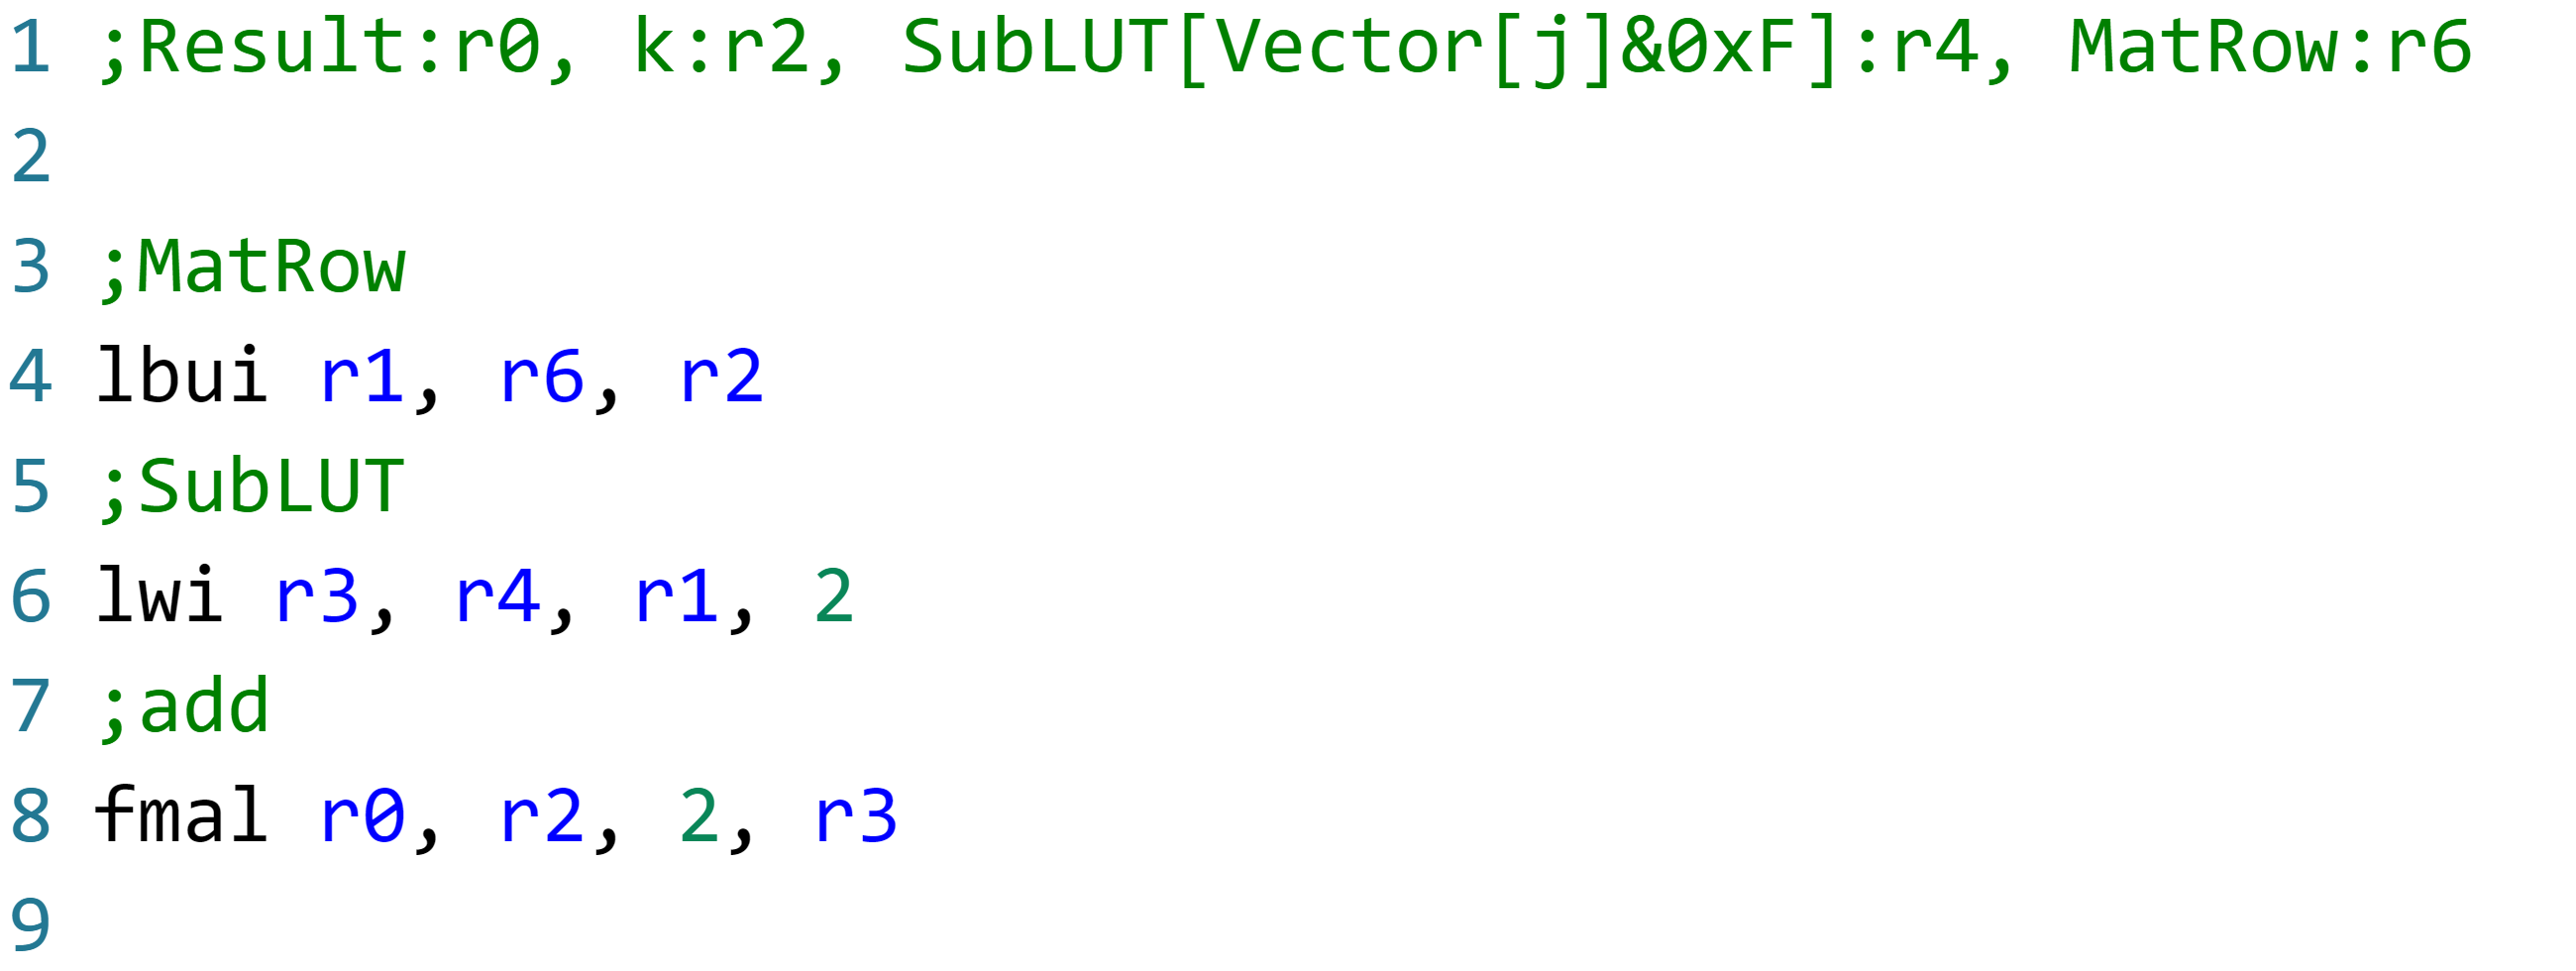 1 ;Result:r0, k:r2, SubLUT[Vector[j]&0xF]:r4, MatRow:r6
2
3 ;MatRow
4 lbui r1, r6, r2
5 ;SubLUT
6 lwi r3, r4, r1, 2
7 ;add
8 fmal r0, r2, 2, r3
9